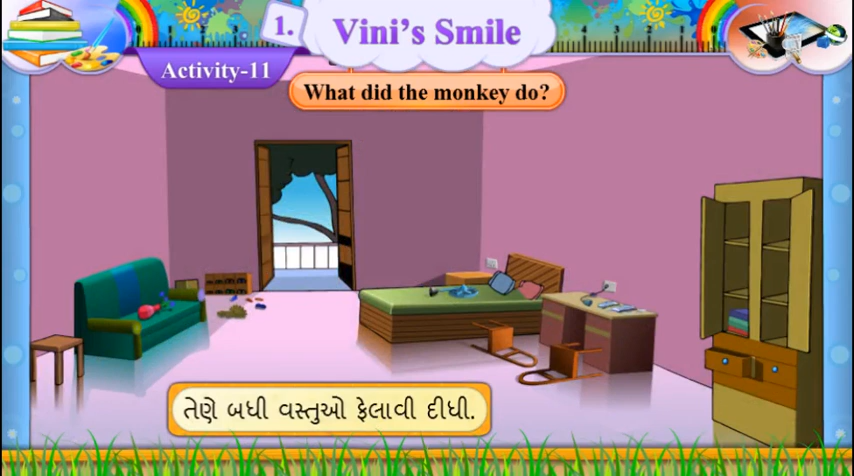 1.
Vini's Smile
Activity-11
What did the monkey do?
તેણે બધી વસ્તુઓ ફેલાવી દીધી.